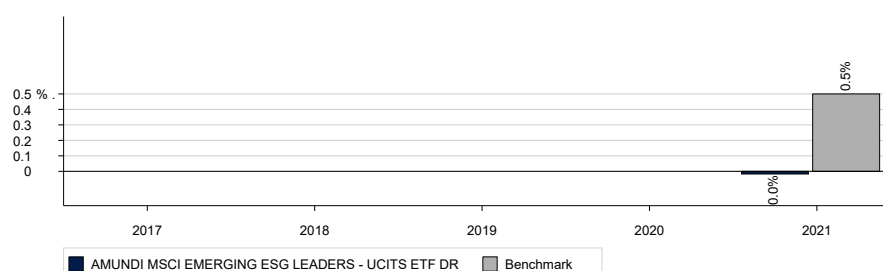 0.5%
0.5 % .
0.4
0.3
0.2
0.1
0
0.0%
2017 2018 2019 2020 2021
AMUNDI MSCI EMERGING ESG LEADERS - UCITS ETF DR Benchmark